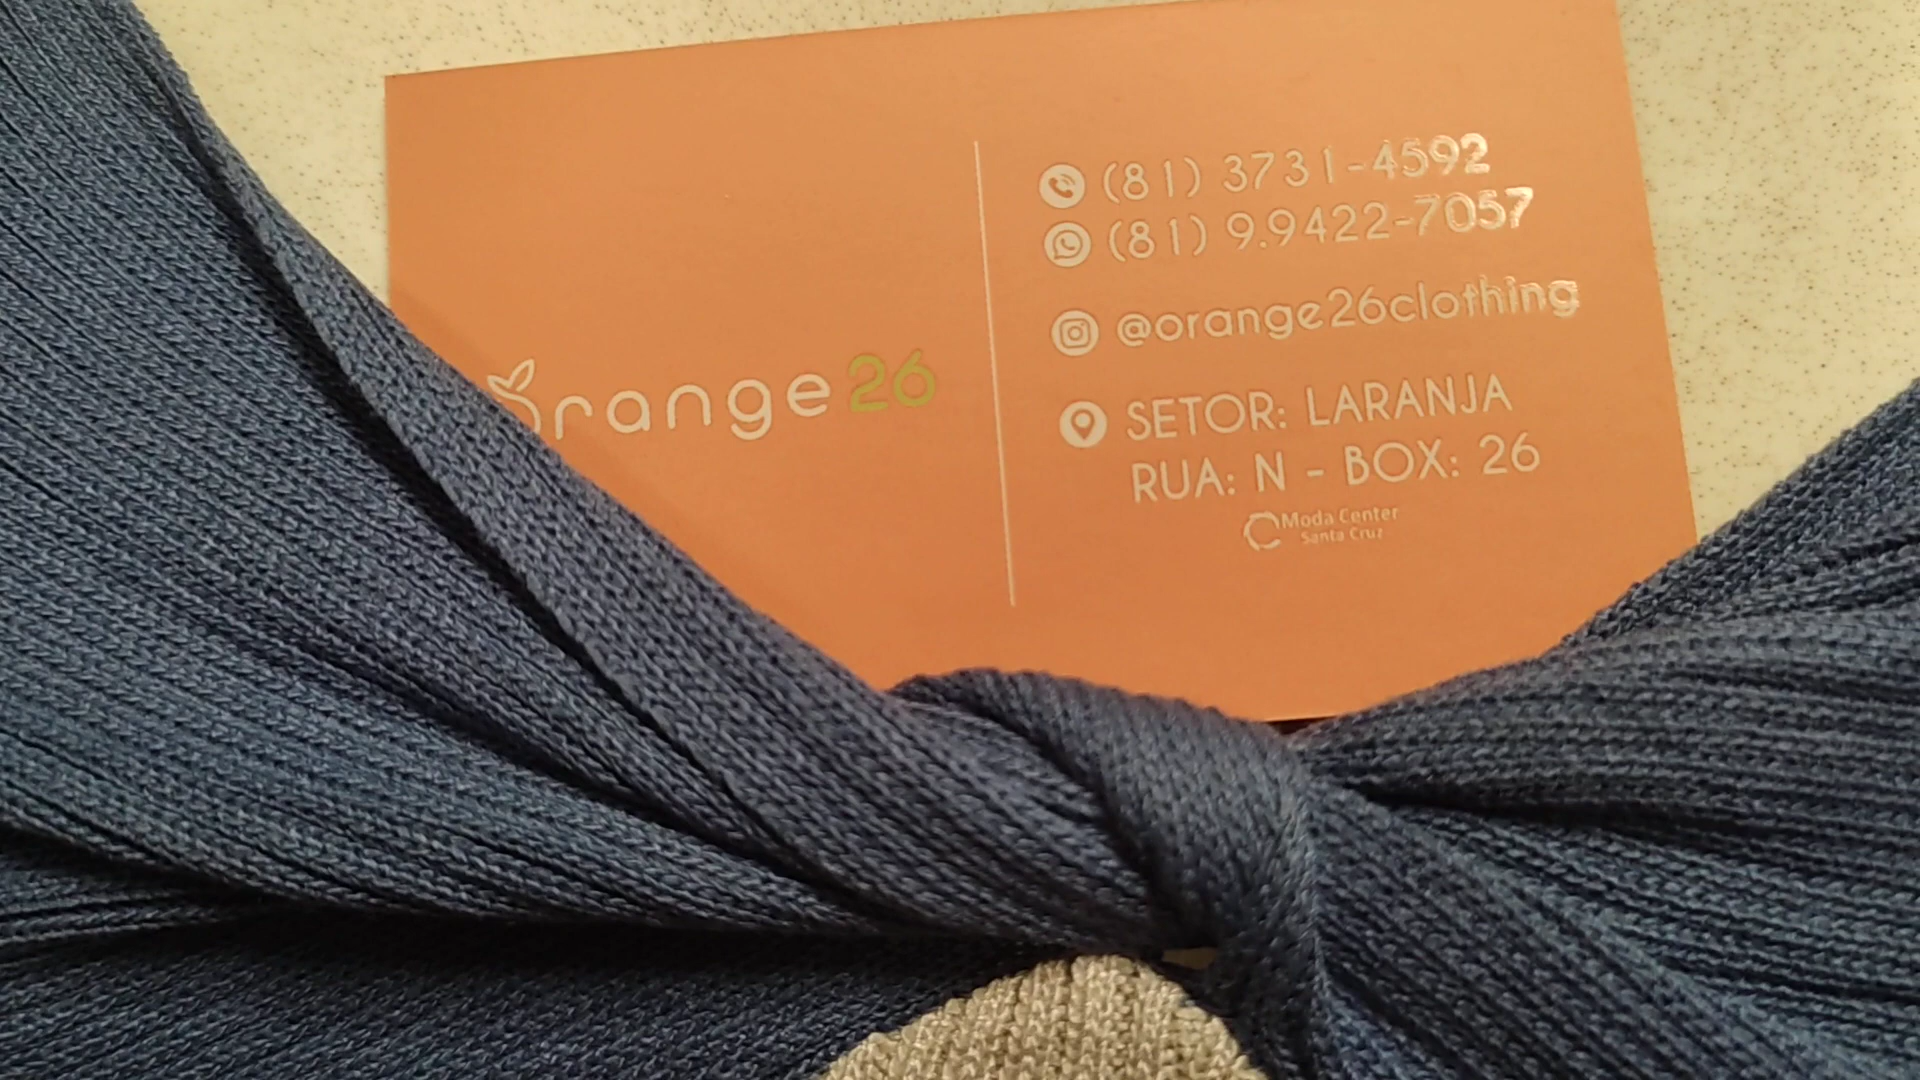 Orange26
(81) 3731-4592
(81) 9.9422-7057
@orange26clothing
SETOR: LARANJA
RUA: N - BOX: 26
Moda Center
Santa Cruz